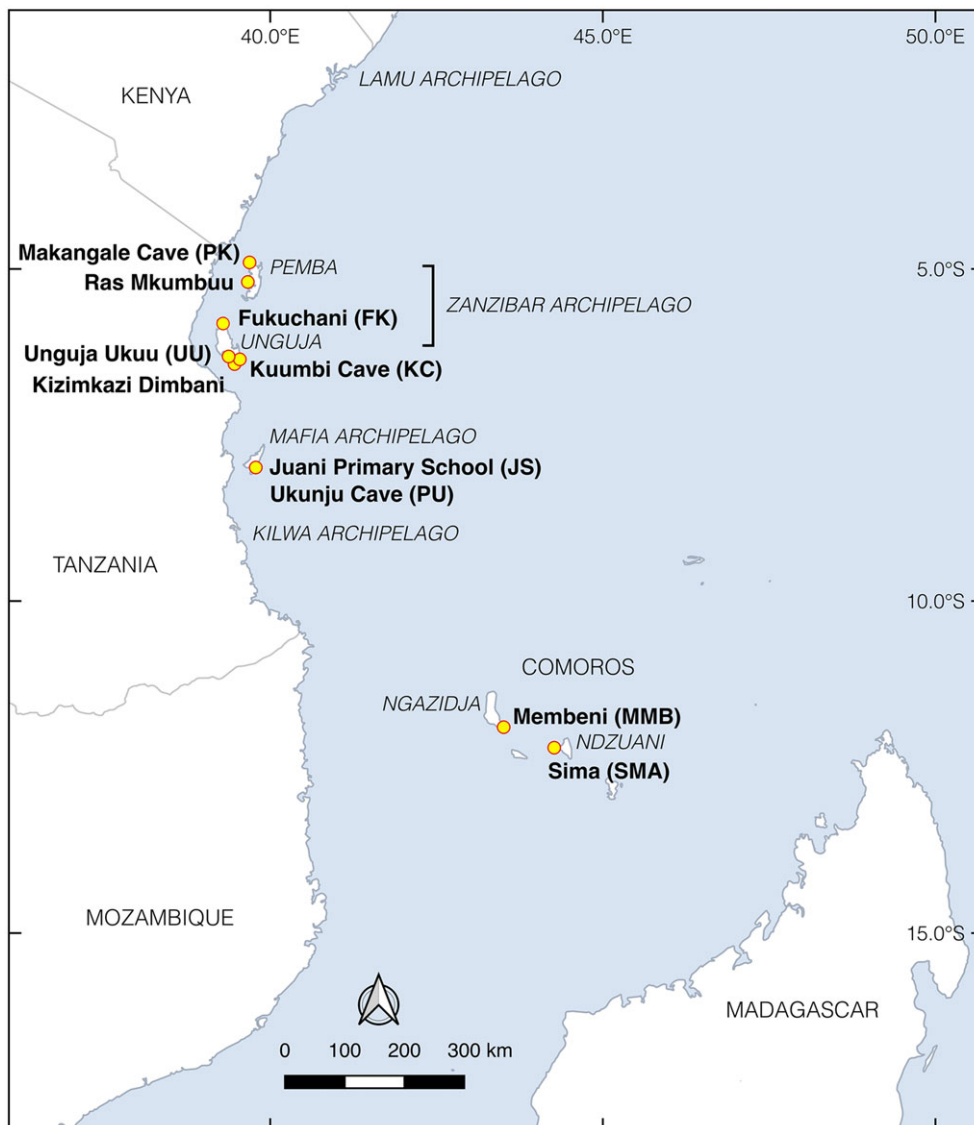 40.0°E 45.0°E 50.0°E
LAMU ARCHIPELAGO
KENYA
Makangale Cave (PK)
PEMBA
5.0°S
Ras Mkumbuu
ZANZIBAR ARCHIPELAGO
Fukuchani (FK)
UNGUJA
Unguja Ukuu (UU)
Kuumbi Cave (KC)
Kizimkazi Dimbani
MAFIA ARCHIPELAGO
Juani Primary School (JS)
Ukunju Cave (PU)
KILWA ARCHIPELAGO
TANZANIA
10.0°S
COMOROS
NGAZIDJA
Membeni (MMB)
NDZUANI
Sima (SMA)
MOZAMBIQUE
15.0°S
MADAGASCAR
0 100 200 300 km